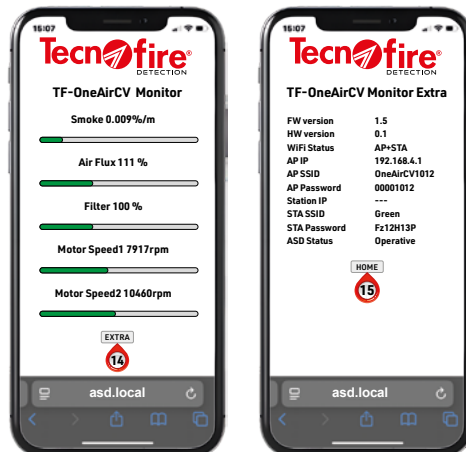 15:07
Tecnofire®
DETECTION
TF-OneAirCV Monitor
Smoke 0.009%/m
Air Flux 111 %
Filter 100 %
Motor Speed1 7917rpm
Motor Speed2 10460rpm
EXTRA
14
asd.local
15:07
Tecnofire®
DETECTION
TF-OneAirCV Monitor Extra
FW version 1.5
HW version 0.1
WiFi Status AP+STA
AP IP 192.168.4.1
AP SSID OneAirCV1012
AP Password 00001012
Station IP ---
STA SSID Green
STA Password Fz12H13P
ASD Status Operative
HOME
15
asd.local